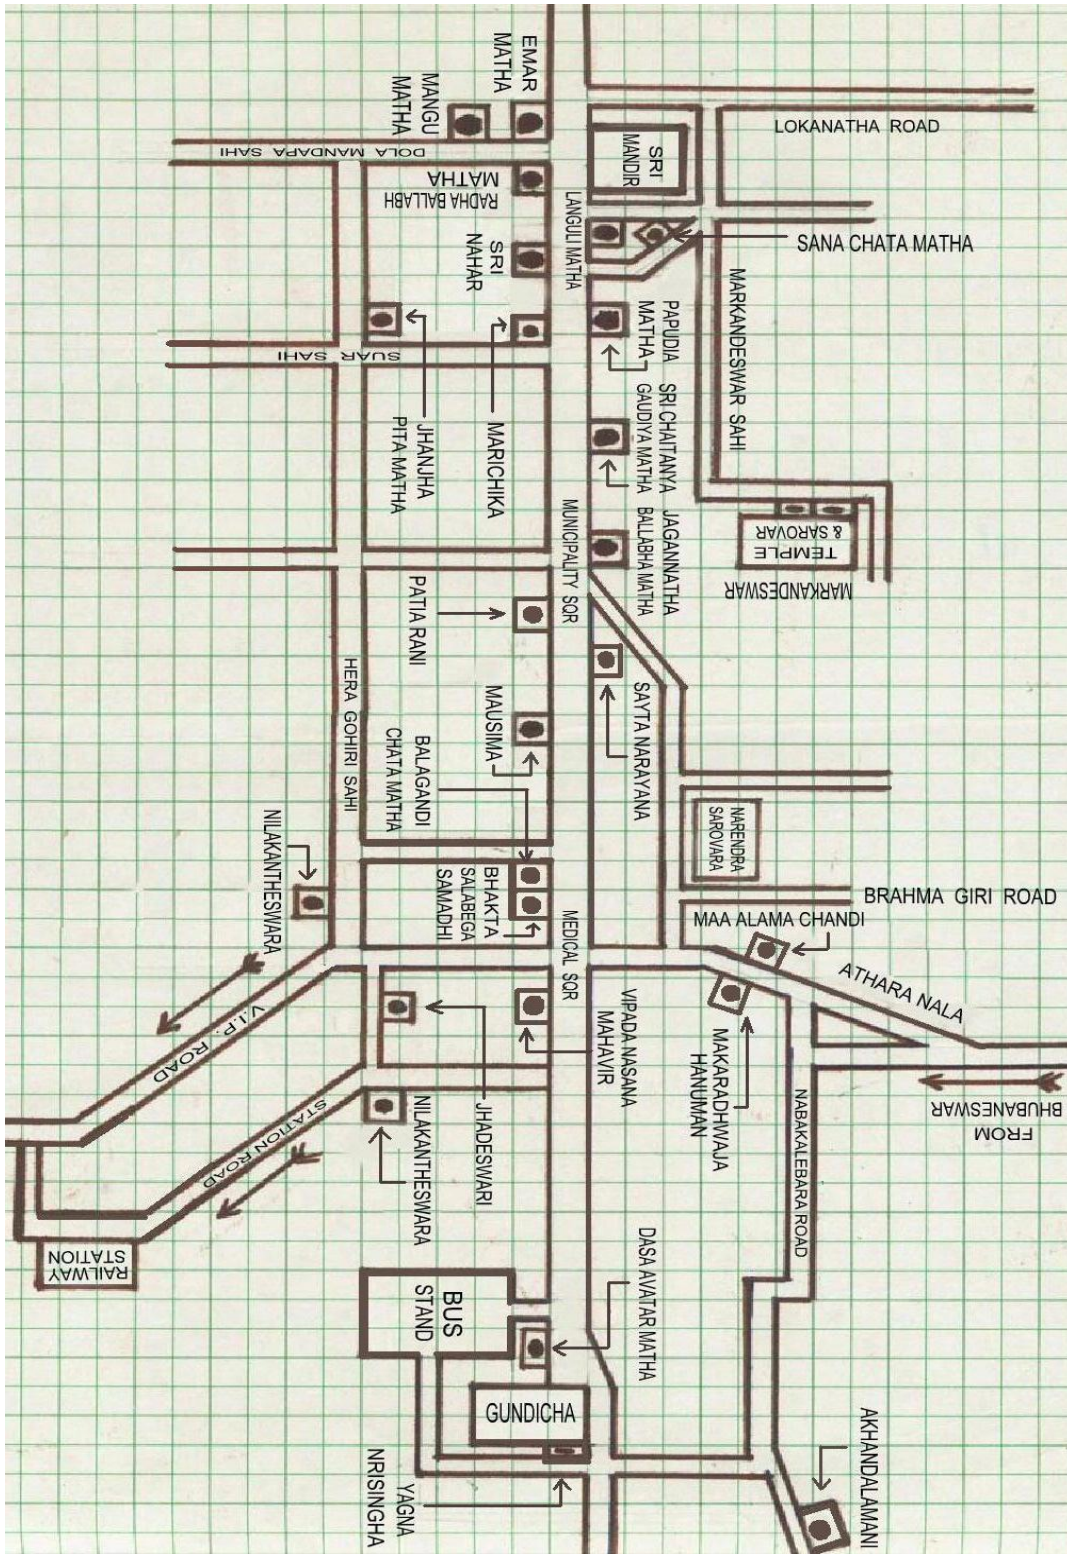 EMAR
MATHA
MANGU
MATHA
DOLA MANDAPA SAHI
LOKANATHA ROAD
SRI
MANDIR
RADHA BALLABH
MATHA
LANGULI MATHA
SANA CHATA MATHA
SRI
NAHAR
MARKANDESWAR SAHI
PAPUDIA
MATHA
SUAR SAHI
JHANJHA
PITA MATHA
MARICHIKA
SRI CHAITANYA
GAUDIYA MATHA
JAGANNATHA
BALLABHA MATHA
MUNICIPALITY SQR
MARKANDESWAR
TEMPLE
& SAROVAR
PATIA RANI
HERA GOHIRI SAHI
MAUSIMA
SAYTA NARAYANA
BALAGANDI
CHATA MATHA
NARENDRA
SAROVARA
NILAKANTHESWARA
BHAKTA
SALABEGA
SAMADHI
BRAHMA GIRI ROAD
MAA ALAMA CHANDI
MEDICAL SQR
ATHARA NALA
V.I.P. ROAD
VIPADA NASANA
MAHAVIR
MAKARADHWAJA
HANUMAN
NABAKALEBARA ROAD
FROM
BHUBANESWAR
STATION ROAD
NILAKANTHESWARA
JHADESWARI
RAILWAY
STATION
BUS
STAND
DASA AVATAR MATHA
GUNDICHA
YAGNA
NRISINGHA
AKHANDALAMANI